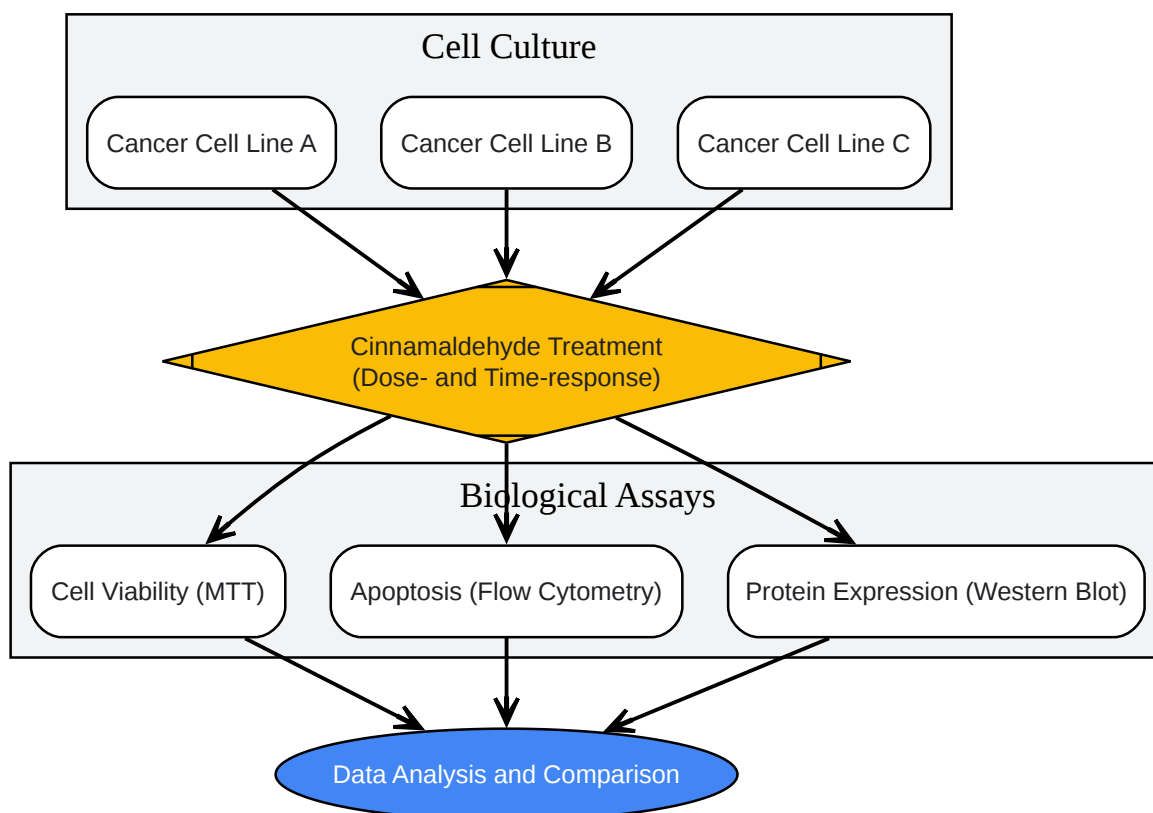 Cell Culture
Cancer Cell Line A
Cancer Cell Line B
Cancer Cell Line C
Cinnamaldehyde Treatment
(Dose- and Time-response)
Biological Assays
Cell Viability (MTT)
Apoptosis (Flow Cytometry)
Protein Expression (Western Blot)
Data Analysis and Comparison